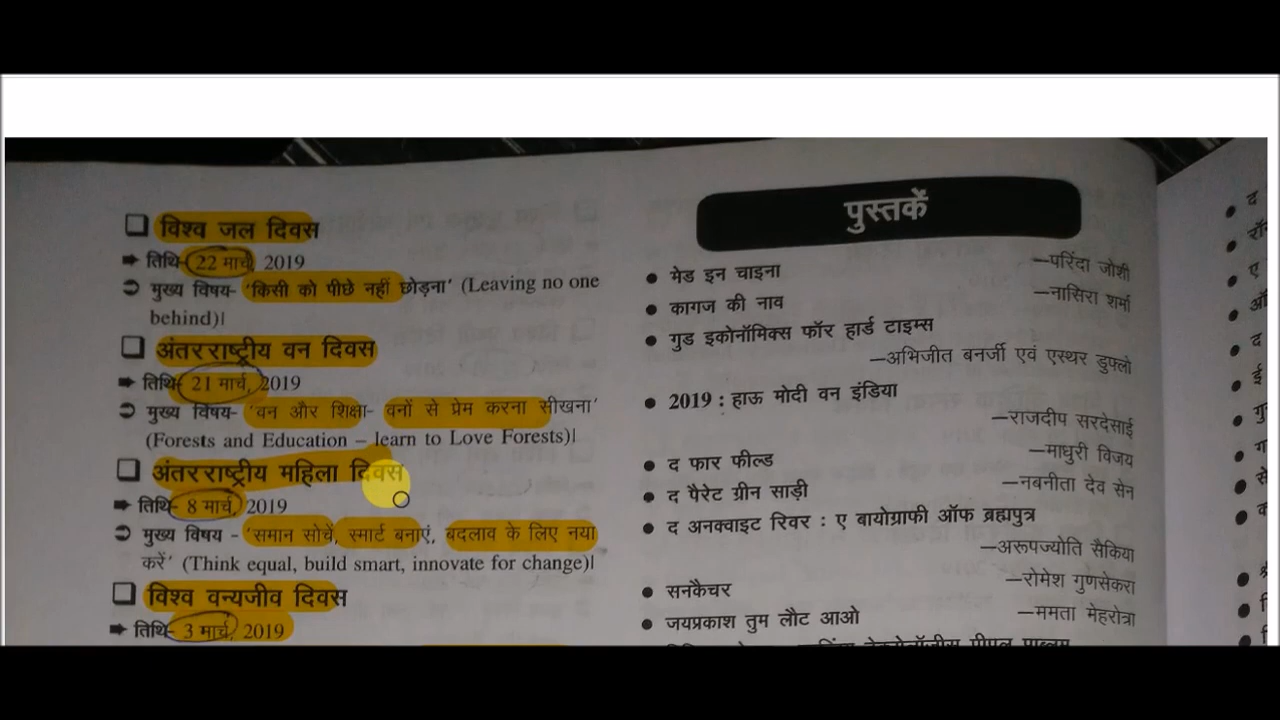 ❑ विश्व जल दिवस
➡ तिथि- 22 मार्च, 2019
➲ मुख्य विषय- 'किसी को पीछे नहीं छोड़ना' (Leaving no one
behind)।
❑ अंतरराष्ट्रीय वन दिवस
➡ तिथि- 21 मार्च, 2019
➲ मुख्य विषय- 'वन और शिक्षा- वनों से प्रेम करना सीखना'
(Forests and Education – learn to Love Forests)।
❑ अंतरराष्ट्रीय महिला दिवस
➡ तिथि- 8 मार्च, 2019
➲ मुख्य विषय - 'समान सोचें, स्मार्ट बनाएं, बदलाव के लिए नया
करें' (Think equal, build smart, innovate for change)।
❑ विश्व वन्यजीव दिवस
➡ तिथि- 3 मार्च, 2019
पुस्तकें
● मेड इन चाइना —परिंदा जोशी
● कागज की नाव —नासिरा शर्मा
● गुड इकोनॉमिक्स फॉर हार्ड टाइम्स
—अभिजीत बनर्जी एवं एस्थर डुफ्लो
● 2019 : हाऊ मोदी वन इंडिया
—राजदीप सरदेसाई
● द फार फील्ड —माधुरी विजय
● द पैरेट ग्रीन साड़ी —नबनीता देव सेन
● द अनक्वाइट रिवर : ए बायोग्राफी ऑफ ब्रह्मपुत्र
—अरूपज्योति सैकिया
● सनकैचर —रोमेश गुणसेकरा
● जयप्रकाश तुम लौट आओ —ममता मेहरोत्रा